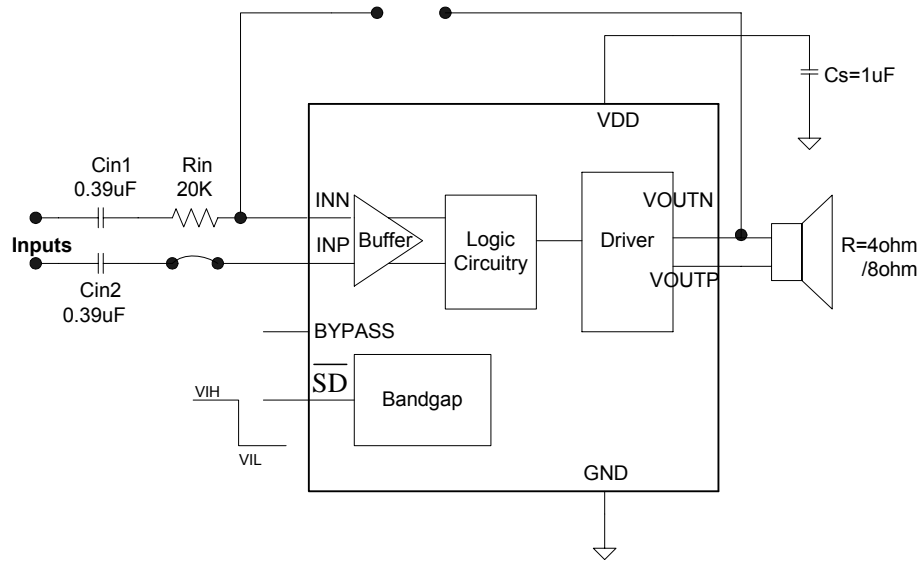 Cs=1uF
VDD
Cin1
0.39uF
Rin
20K
INN
VOUTN
Inputs
INP
Buffer
Logic
Circuitry
Driver
R=4ohm
/8ohm
VOUTP
Cin2
0.39uF
BYPASS
SD
VIH
Bandgap
VIL
GND